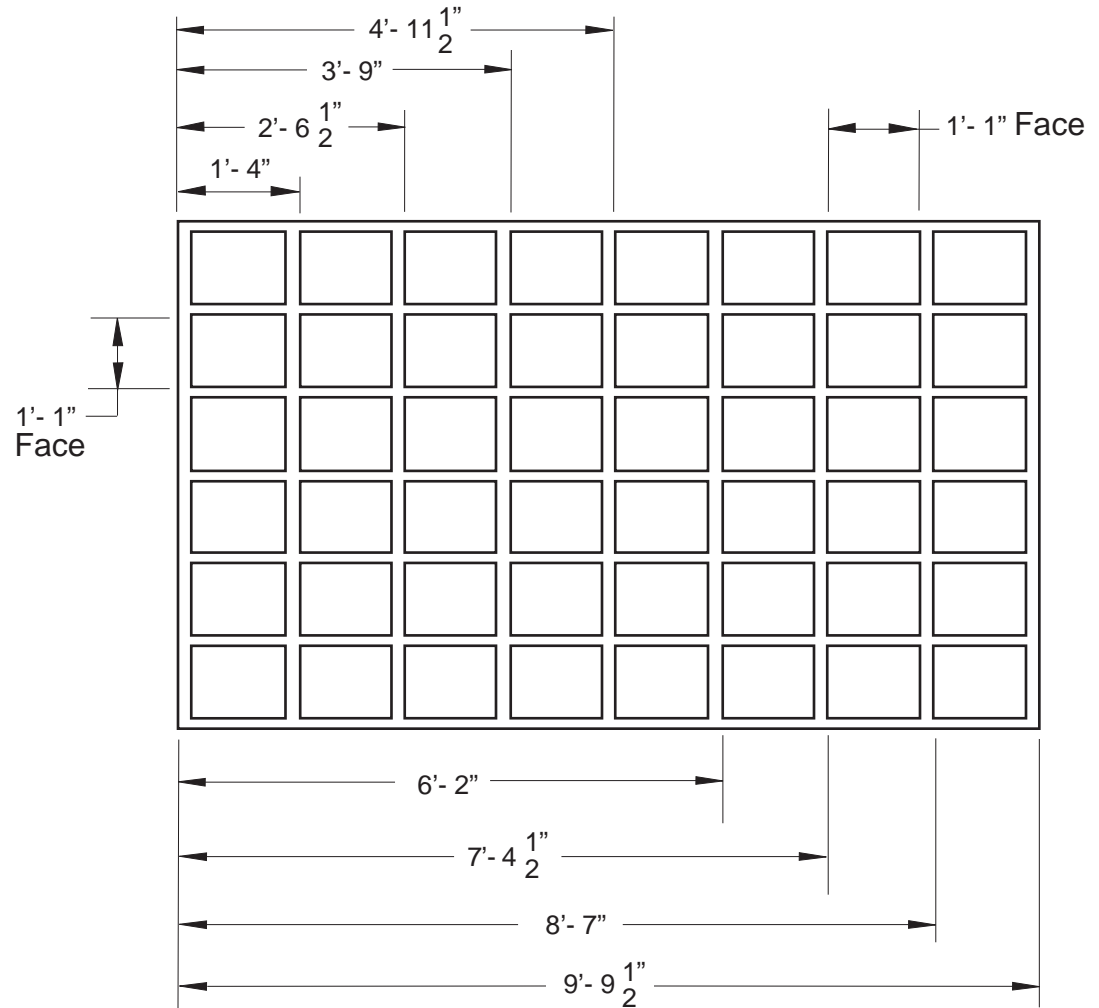 4’- 11 1/2”
3’- 9”
2’- 6 1/2”
1’- 1” Face
1’- 4”
1’- 1”
Face
6’- 2”
7’- 4 1/2”
8’- 7”
9’- 9 1/2”